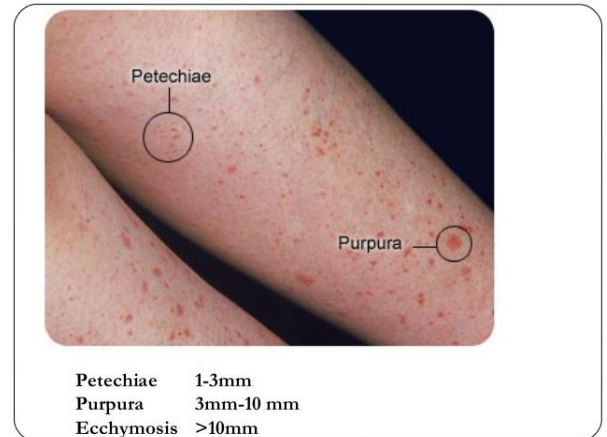 Petechiae
Purpura
Petechiae 1-3mm
Purpura 3mm-10 mm
Ecchymosis >10mm